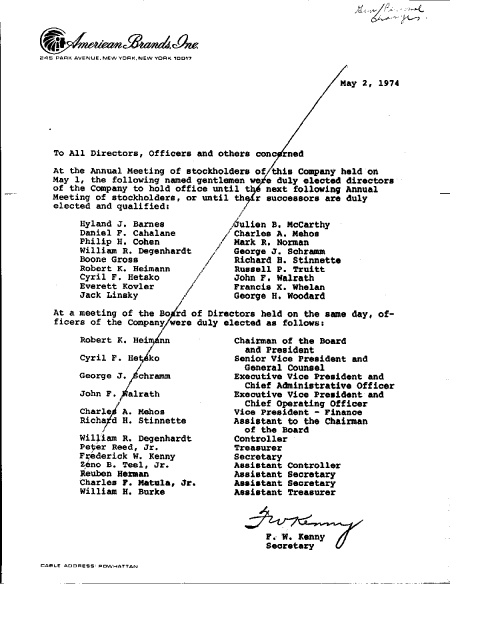 American Brands, Inc.
245 PARK AVENUE, NEW YORK, NEW YORK 10017
May 2, 1974
To All Directors, Officers and others concerned
At the Annual Meeting of stockholders of this Company held on
May 1, the following named gentlemen were duly elected directors
of the Company to hold office until the next following Annual
Meeting of stockholders, or until their successors are duly
elected and qualified:
Hyland J. Barnes Julien B. McCarthy
Daniel F. Cahalane Charles A. Mehos
Philip H. Cohen Mark R. Norman
William R. Degenhardt George J. Schramm
Boone Gross Richard H. Stinnette
Robert K. Heimann Russell P. Truitt
Cyril F. Hetsko John F. Walrath
Everett Kovler Francis X. Whelan
Jack Linsky George H. Woodard
At a meeting of the Board of Directors held on the same day, of-
ficers of the Company were duly elected as follows:
Robert K. Heimann Chairman of the Board
and President
Cyril F. Hetsko Senior Vice President and
General Counsel
George J. Schramm Executive Vice President and
Chief Administrative Officer
John F. Walrath Executive Vice President and
Chief Operating Officer
Charles A. Mehos Vice President - Finance
Richard H. Stinnette Assistant to the Chairman
of the Board
William R. Degenhardt Controller
Peter Reed, Jr. Treasurer
Frederick W. Kenny Secretary
Zeno B. Teel, Jr. Assistant Controller
Reuben Herman Assistant Secretary
Charles F. Matula, Jr. Assistant Secretary
William H. Burke Assistant Treasurer
FWKenny
F. W. Kenny
Secretary
CABLE ADDRESS: POWHATTAN